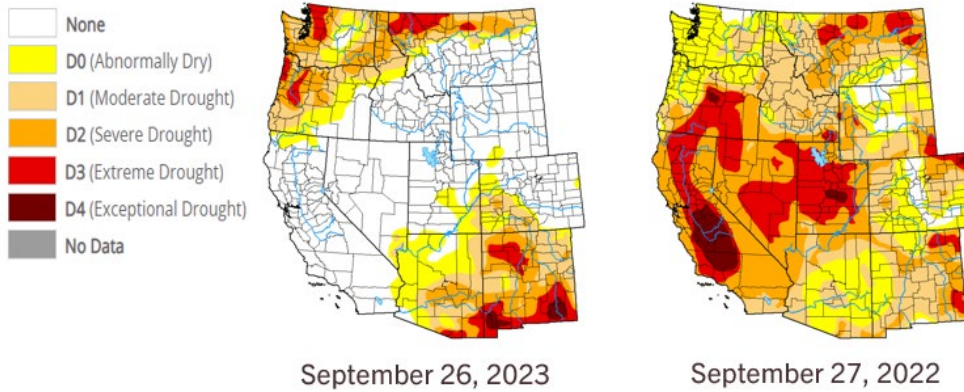 None
D0 (Abnormally Dry)
D1 (Moderate Drought)
D2 (Severe Drought)
D3 (Extreme Drought)
D4 (Exceptional Drought)
No Data
September 26, 2023
September 27, 2022